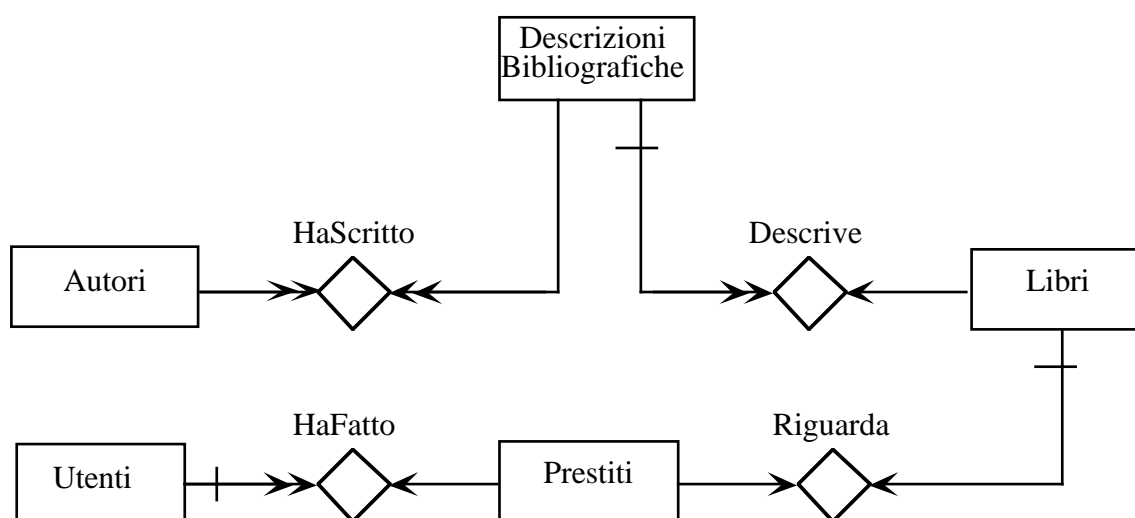 Descrizioni
Bibliografiche
HaScritto
Descrive
Autori
Libri
HaFatto
Riguarda
Utenti
Prestiti